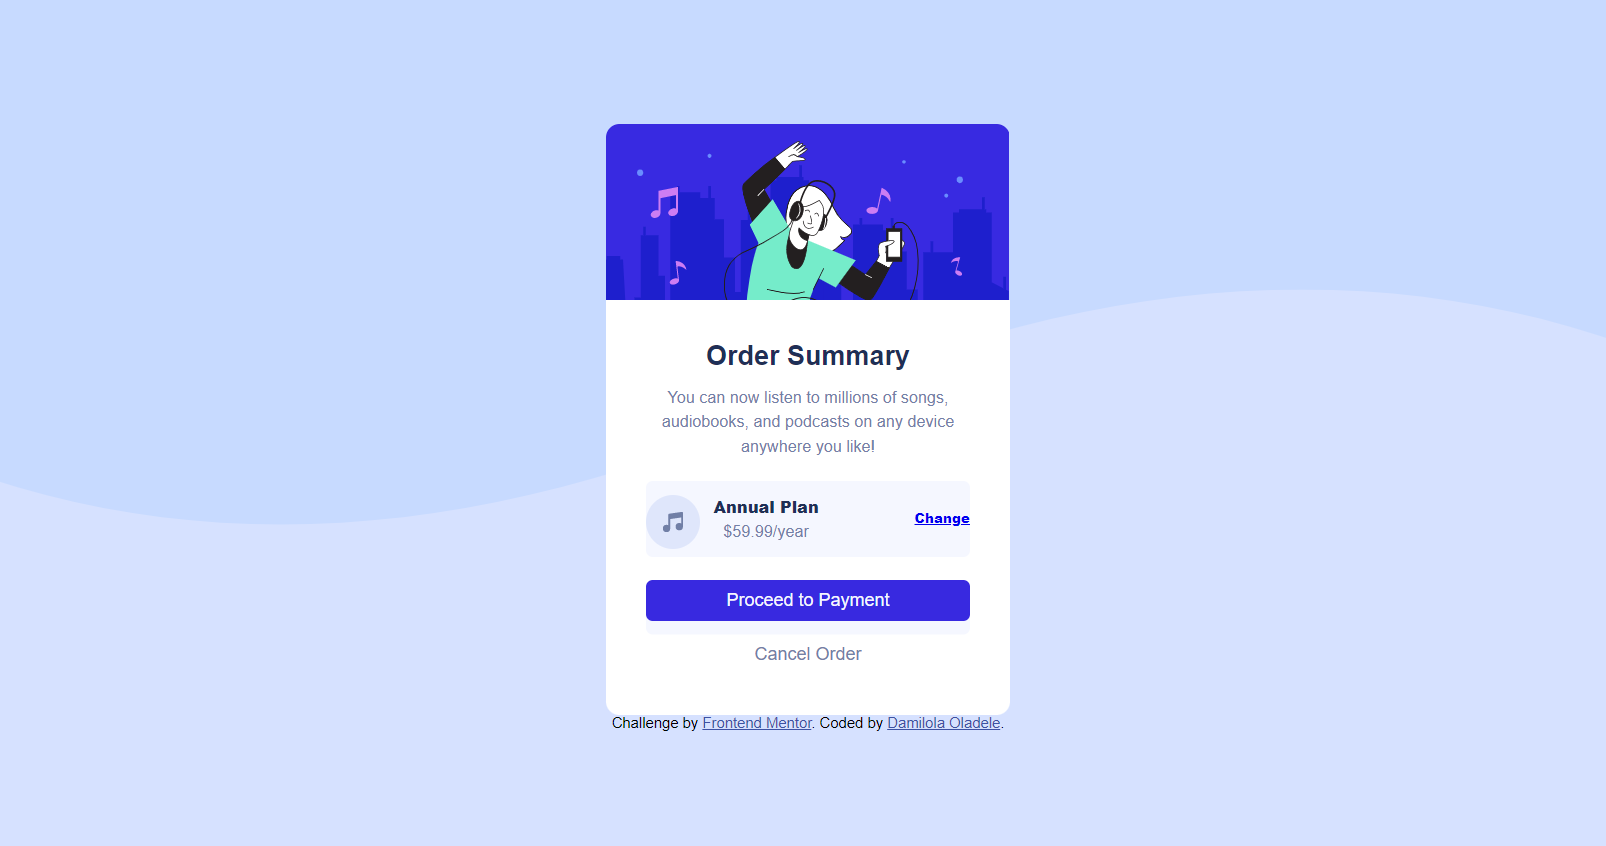 Order Summary
You can now listen to millions of songs,
audiobooks, and podcasts on any device
anywhere you like!
Annual Plan
$59.99/year
Change
Proceed to Payment
Cancel Order
Challenge by Frontend Mentor. Coded by Damilola Oladele.